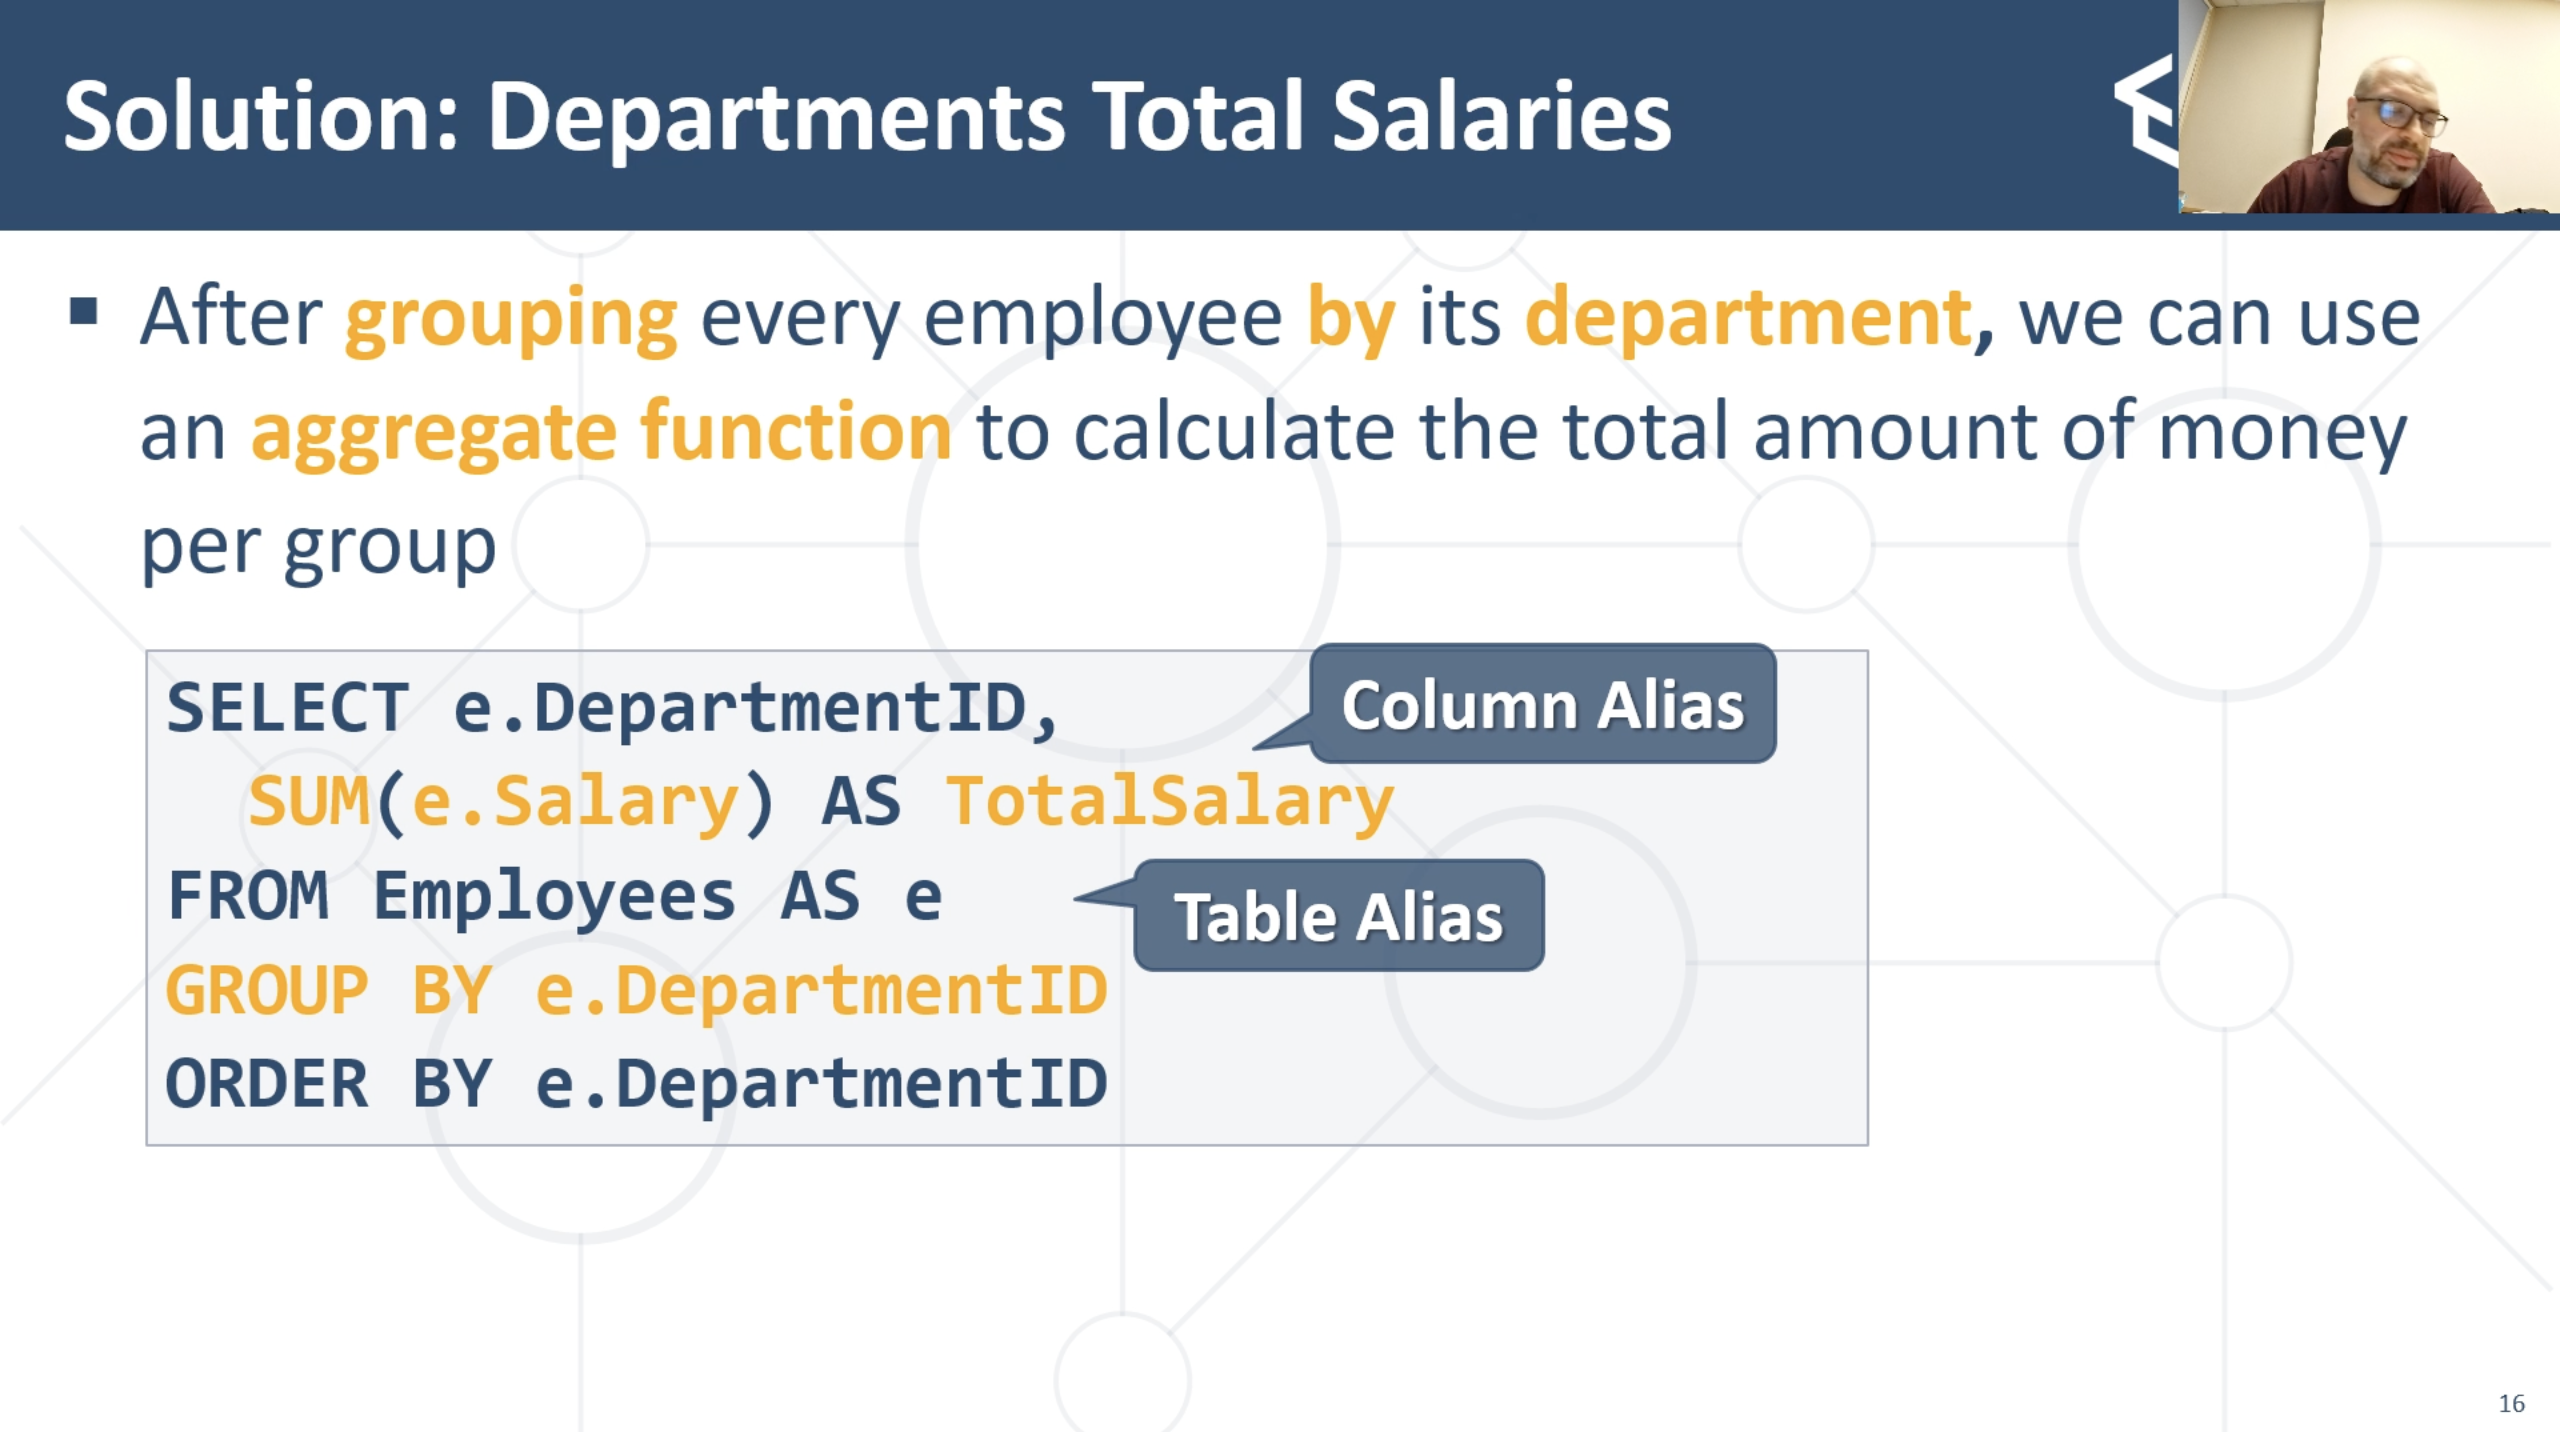 Solution: Departments Total Salaries
▪ After grouping every employee by its department, we can use
an aggregate function to calculate the total amount of money
per group
Column Alias
SELECT e.DepartmentID,
SUM(e.Salary) AS TotalSalary
FROM Employees AS e
Table Alias
GROUP BY e.DepartmentID
ORDER BY e.DepartmentID
16